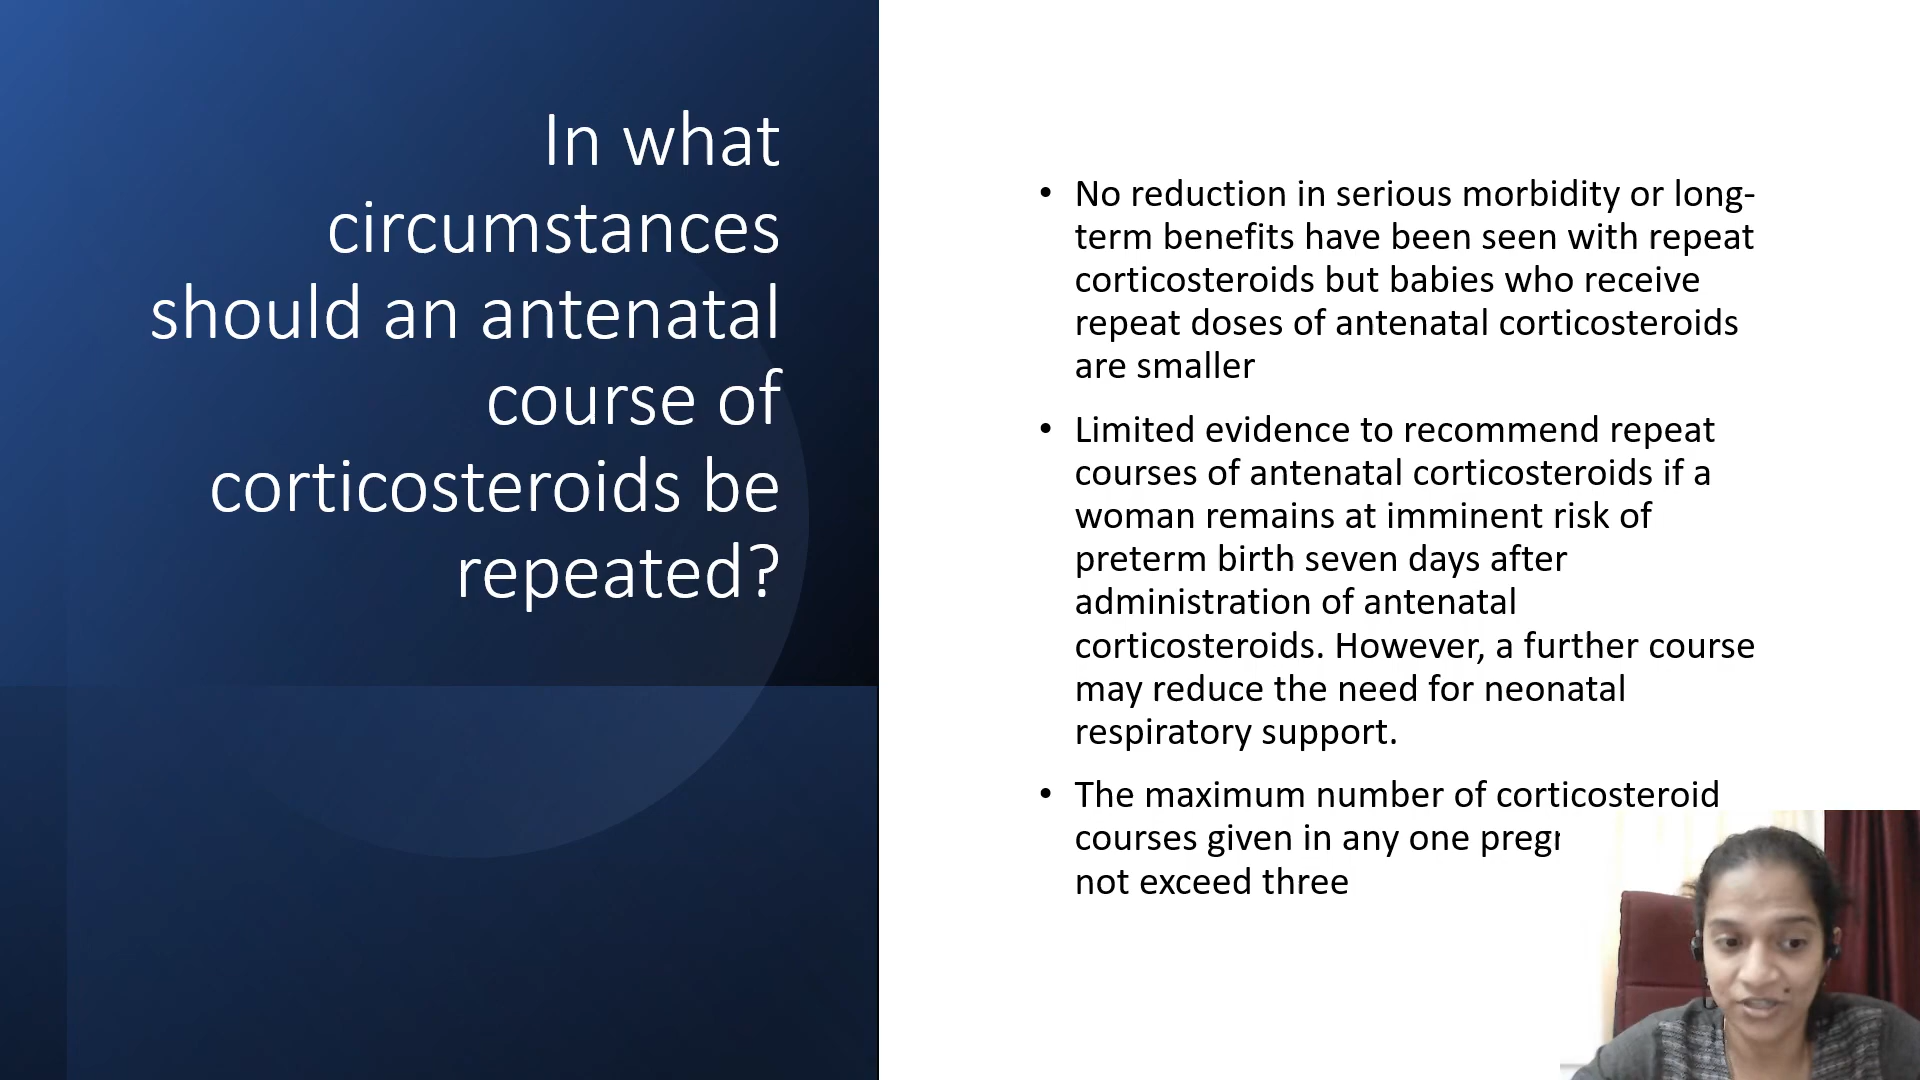 In what
circumstances
should an antenatal
course of
corticosteroids be
repeated?
• No reduction in serious morbidity or long-
term benefits have been seen with repeat
corticosteroids but babies who receive
repeat doses of antenatal corticosteroids
are smaller
• Limited evidence to recommend repeat
courses of antenatal corticosteroids if a
woman remains at imminent risk of
preterm birth seven days after
administration of antenatal
corticosteroids. However, a further course
may reduce the need for neonatal
respiratory support.
• The maximum number of corticosteroid
courses given in any one
not exceed three